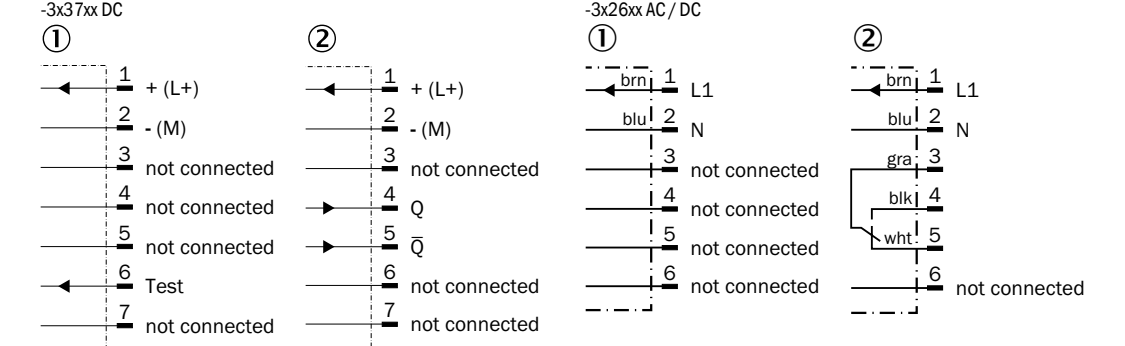 -3x37xx DC
①
1 + (L+)
2 - (M)
3 not connected
4 not connected
5 not connected
6 Test
7 not connected
②
1 + (L+)
2 - (M)
3 not connected
4 Q
5 Q̅
6 not connected
7 not connected
-3x26xx AC / DC
①
brn 1 L1
blu 2 N
3 not connected
4 not connected
5 not connected
6 not connected
②
brn 1 L1
blu 2 N
gra 3
blk 4
wht 5
6 not connected